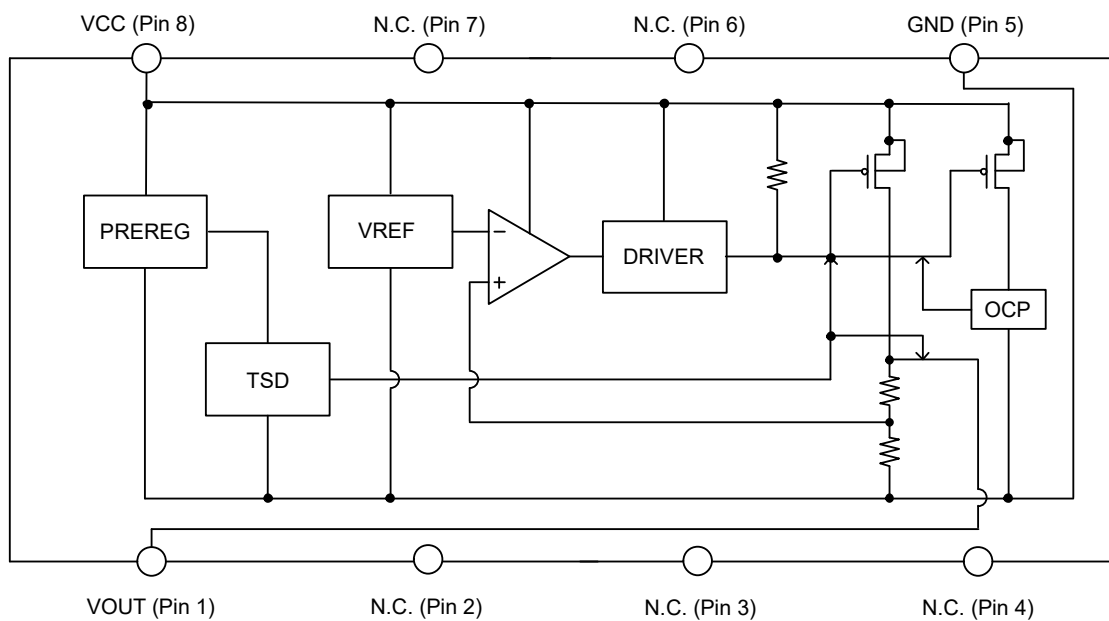 VCC (Pin 8)
N.C. (Pin 7)
N.C. (Pin 6)
GND (Pin 5)
PREREG
VREF
−
+
DRIVER
OCP
TSD
VOUT (Pin 1)
N.C. (Pin 2)
N.C. (Pin 3)
N.C. (Pin 4)